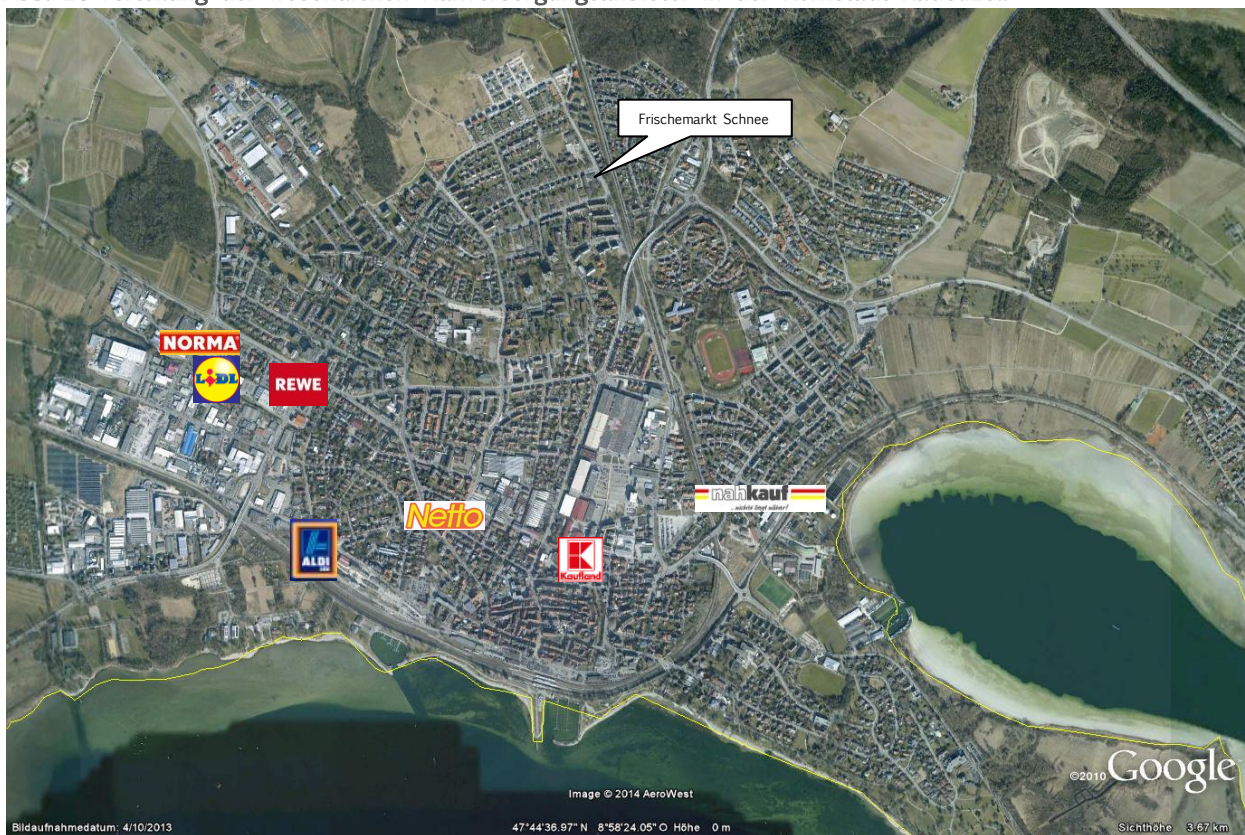 Frischemarkt Schnee
NORMA
LiDL
REWE
nahkauf
... nichts liegt näher!
Netto
ALDI
Kaufland
©2010 Google
Image © 2014 AeroWest
Bildaufnahmedatum: 4/10/2013
47°44'36.97" N 8°58'24.05" O Höhe 0 m
Sichthöhe 3.67 km